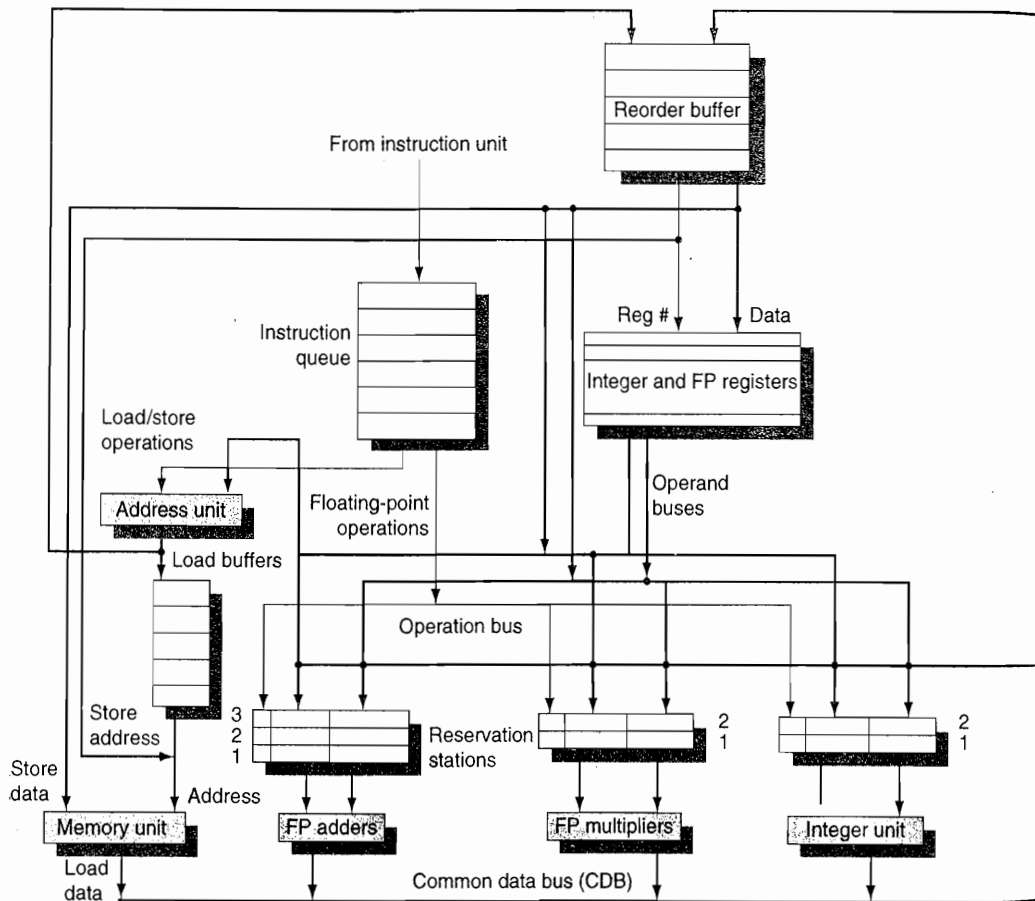 Reorder buffer
From instruction unit
Reg #
Data
Instruction
queue
Integer and FP registers
Load/store
operations
Address unit
Floating-point
operations
Operand
buses
Load buffers
Operation bus
Store
address
3
2
1
Reservation
stations
2
1
2
1
Store
data
Address
Memory unit
FP adders
FP multipliers
Integer unit
Load
data
Common data bus (CDB)